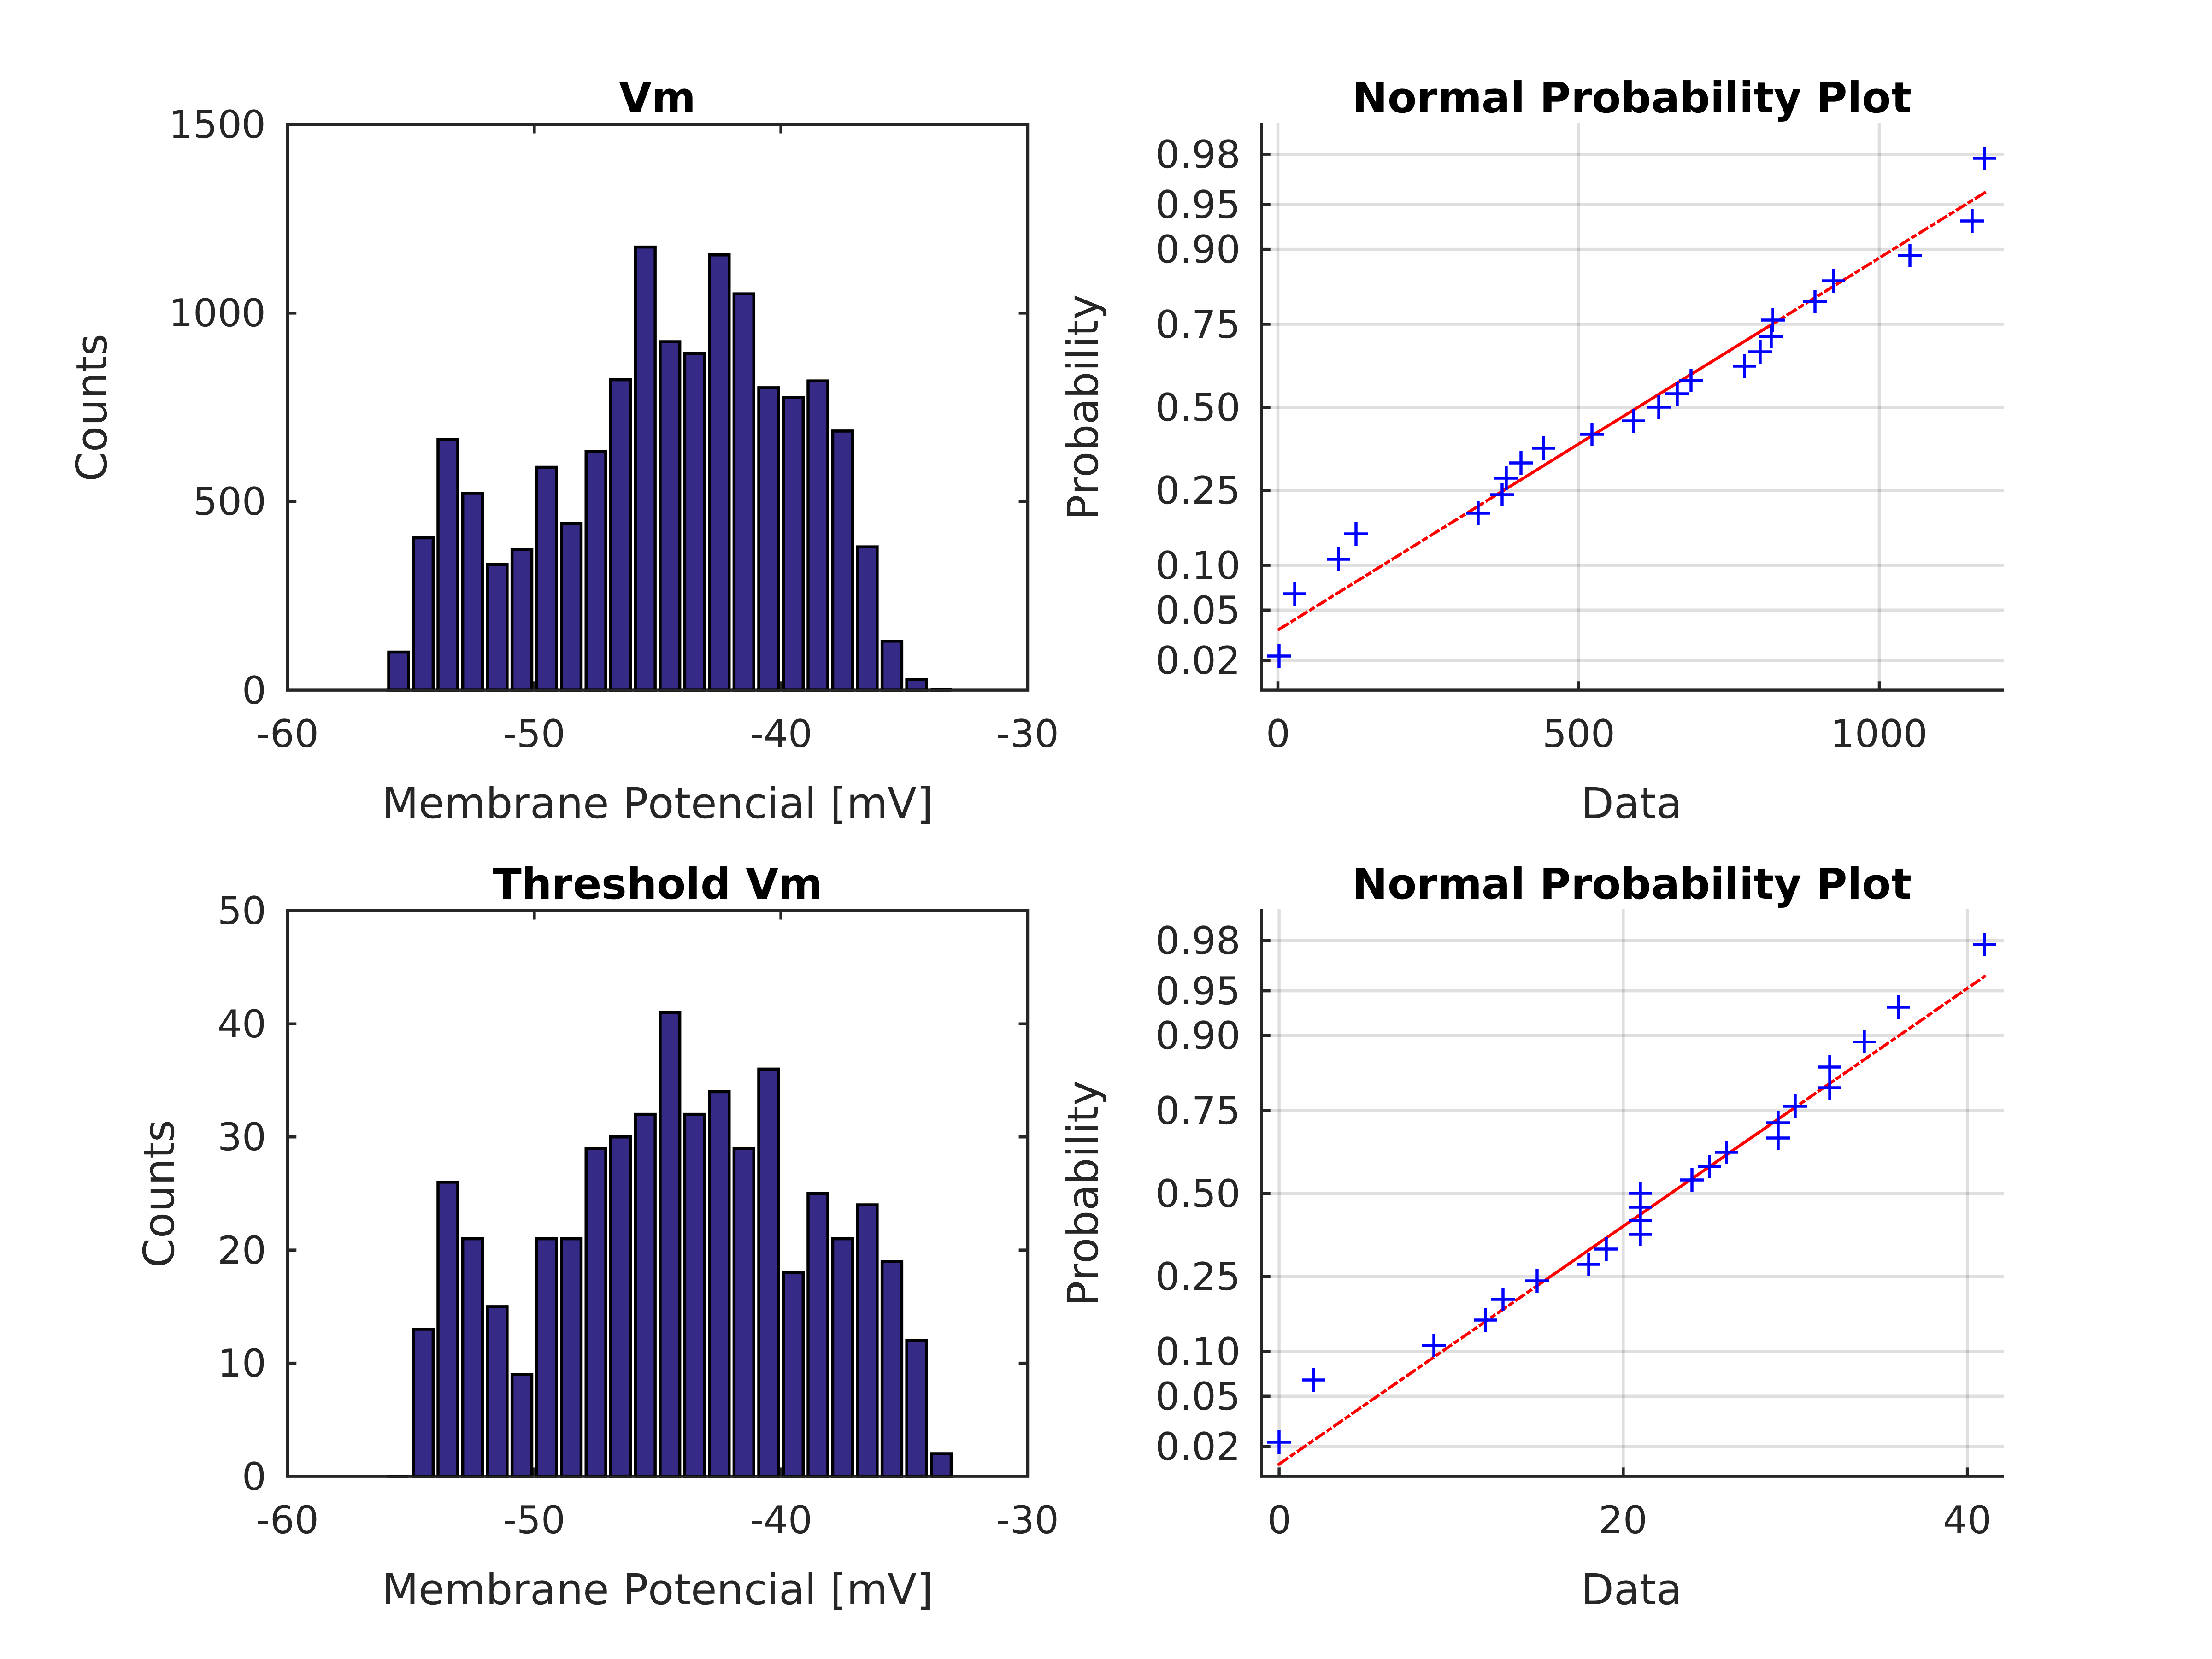 Vm
1500
1000
500
0
-60 -50 -40 -30
Counts
Membrane Potencial [mV]
Normal Probability Plot
0.98
0.95
0.90
0.75
0.50
0.25
0.10
0.05
0.02
0 500 1000
Probability
Data
Threshold Vm
50
40
30
20
10
0
-60 -50 -40 -30
Counts
Membrane Potencial [mV]
Normal Probability Plot
0.98
0.95
0.90
0.75
0.50
0.25
0.10
0.05
0.02
0 20 40
Probability
Data